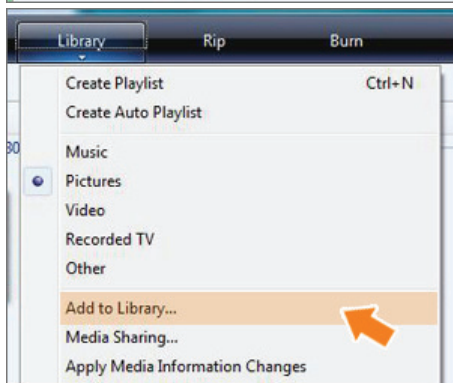 Library Rip Burn
Create Playlist Ctrl+N
Create Auto Playlist
30
Music
Pictures
Video
Recorded TV
Other
Add to Library...
Media Sharing...
Apply Media Information Changes